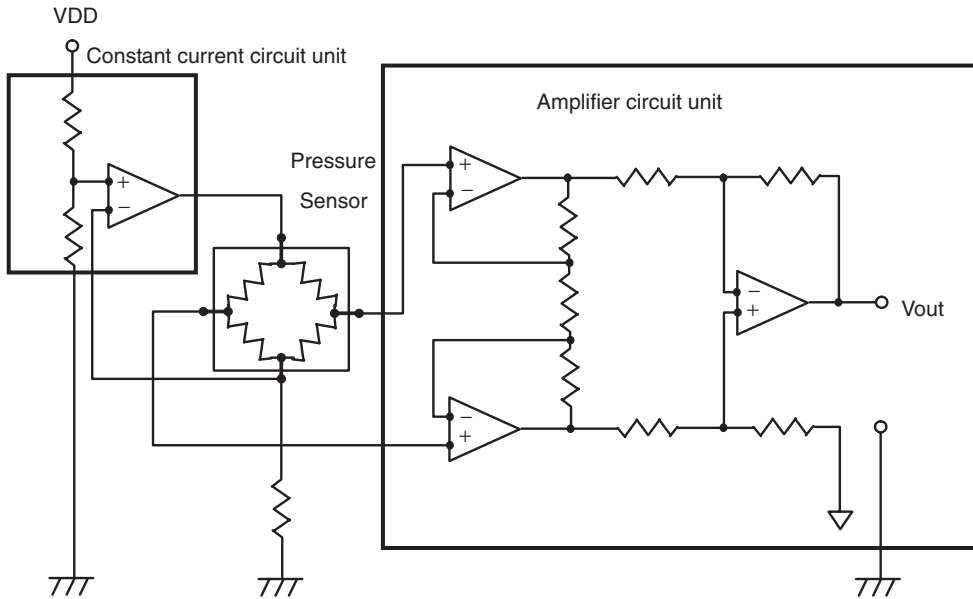 VDD
Constant current circuit unit
Amplifier circuit unit
Pressure
Sensor
+
−
+
−
−
+
Vout
−
+